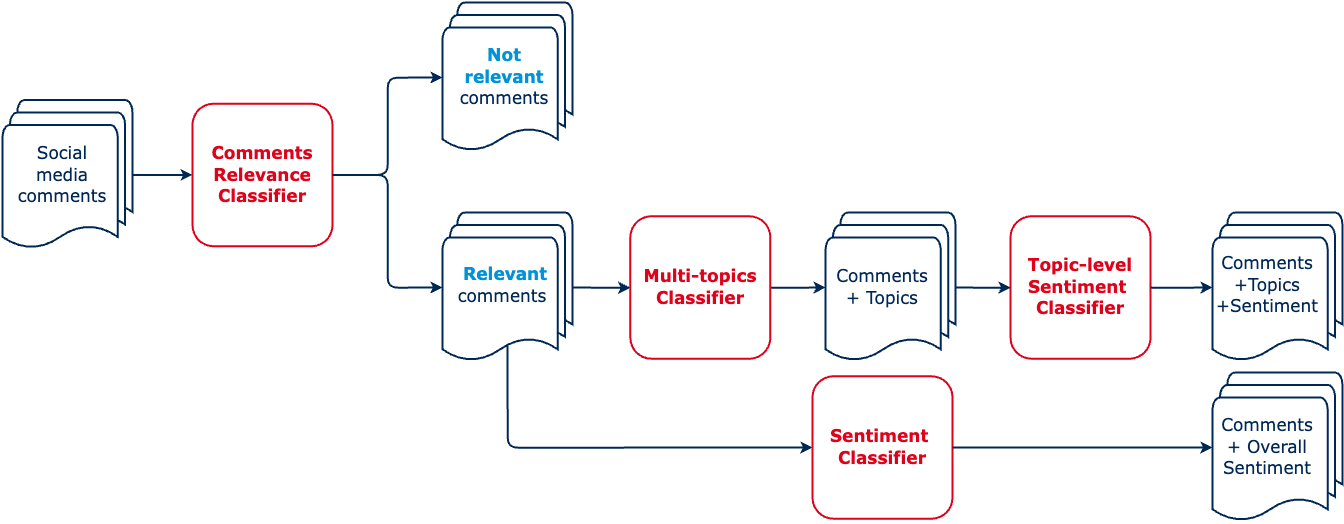 Social
media
comments
Comments
Relevance
Classifier
Not
relevant
comments
Relevant
comments
Multi-topics
Classifier
Comments
+ Topics
Topic-level
Sentiment
Classifier
Comments
+Topics
+Sentiment
Sentiment
Classifier
Comments
+ Overall
Sentiment